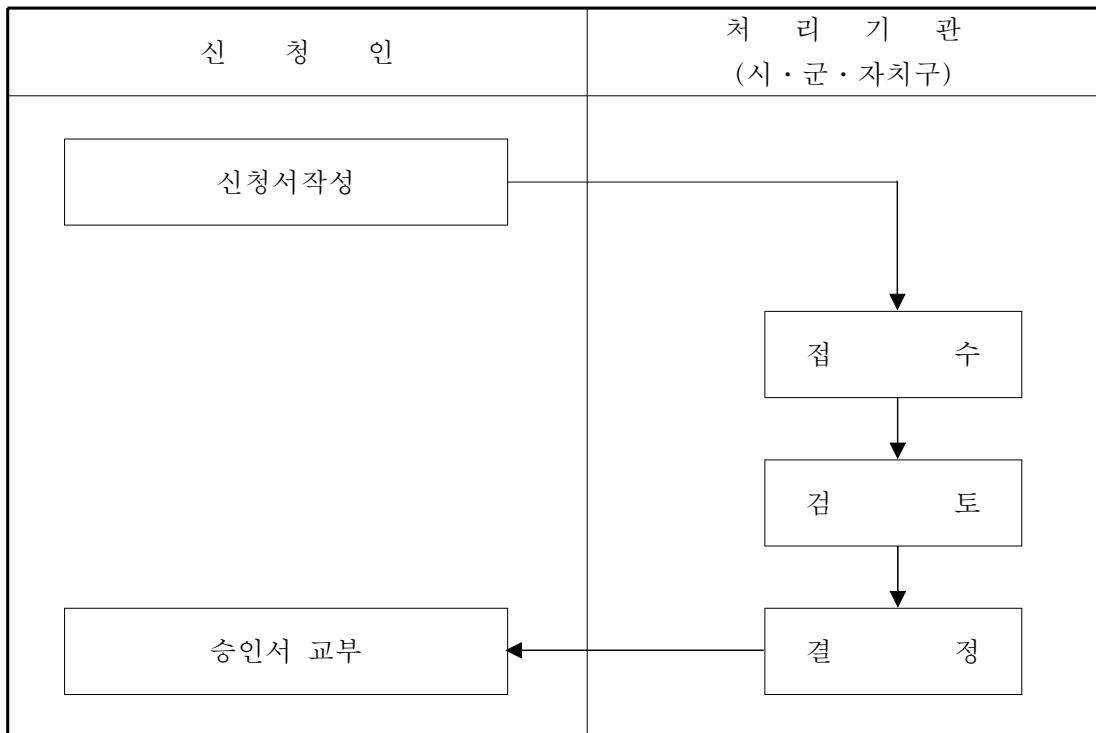 신 청 인
처 리 기 관
(시·군·자치구)
신청서작성
접 수
검 토
승인서 교부
결 정